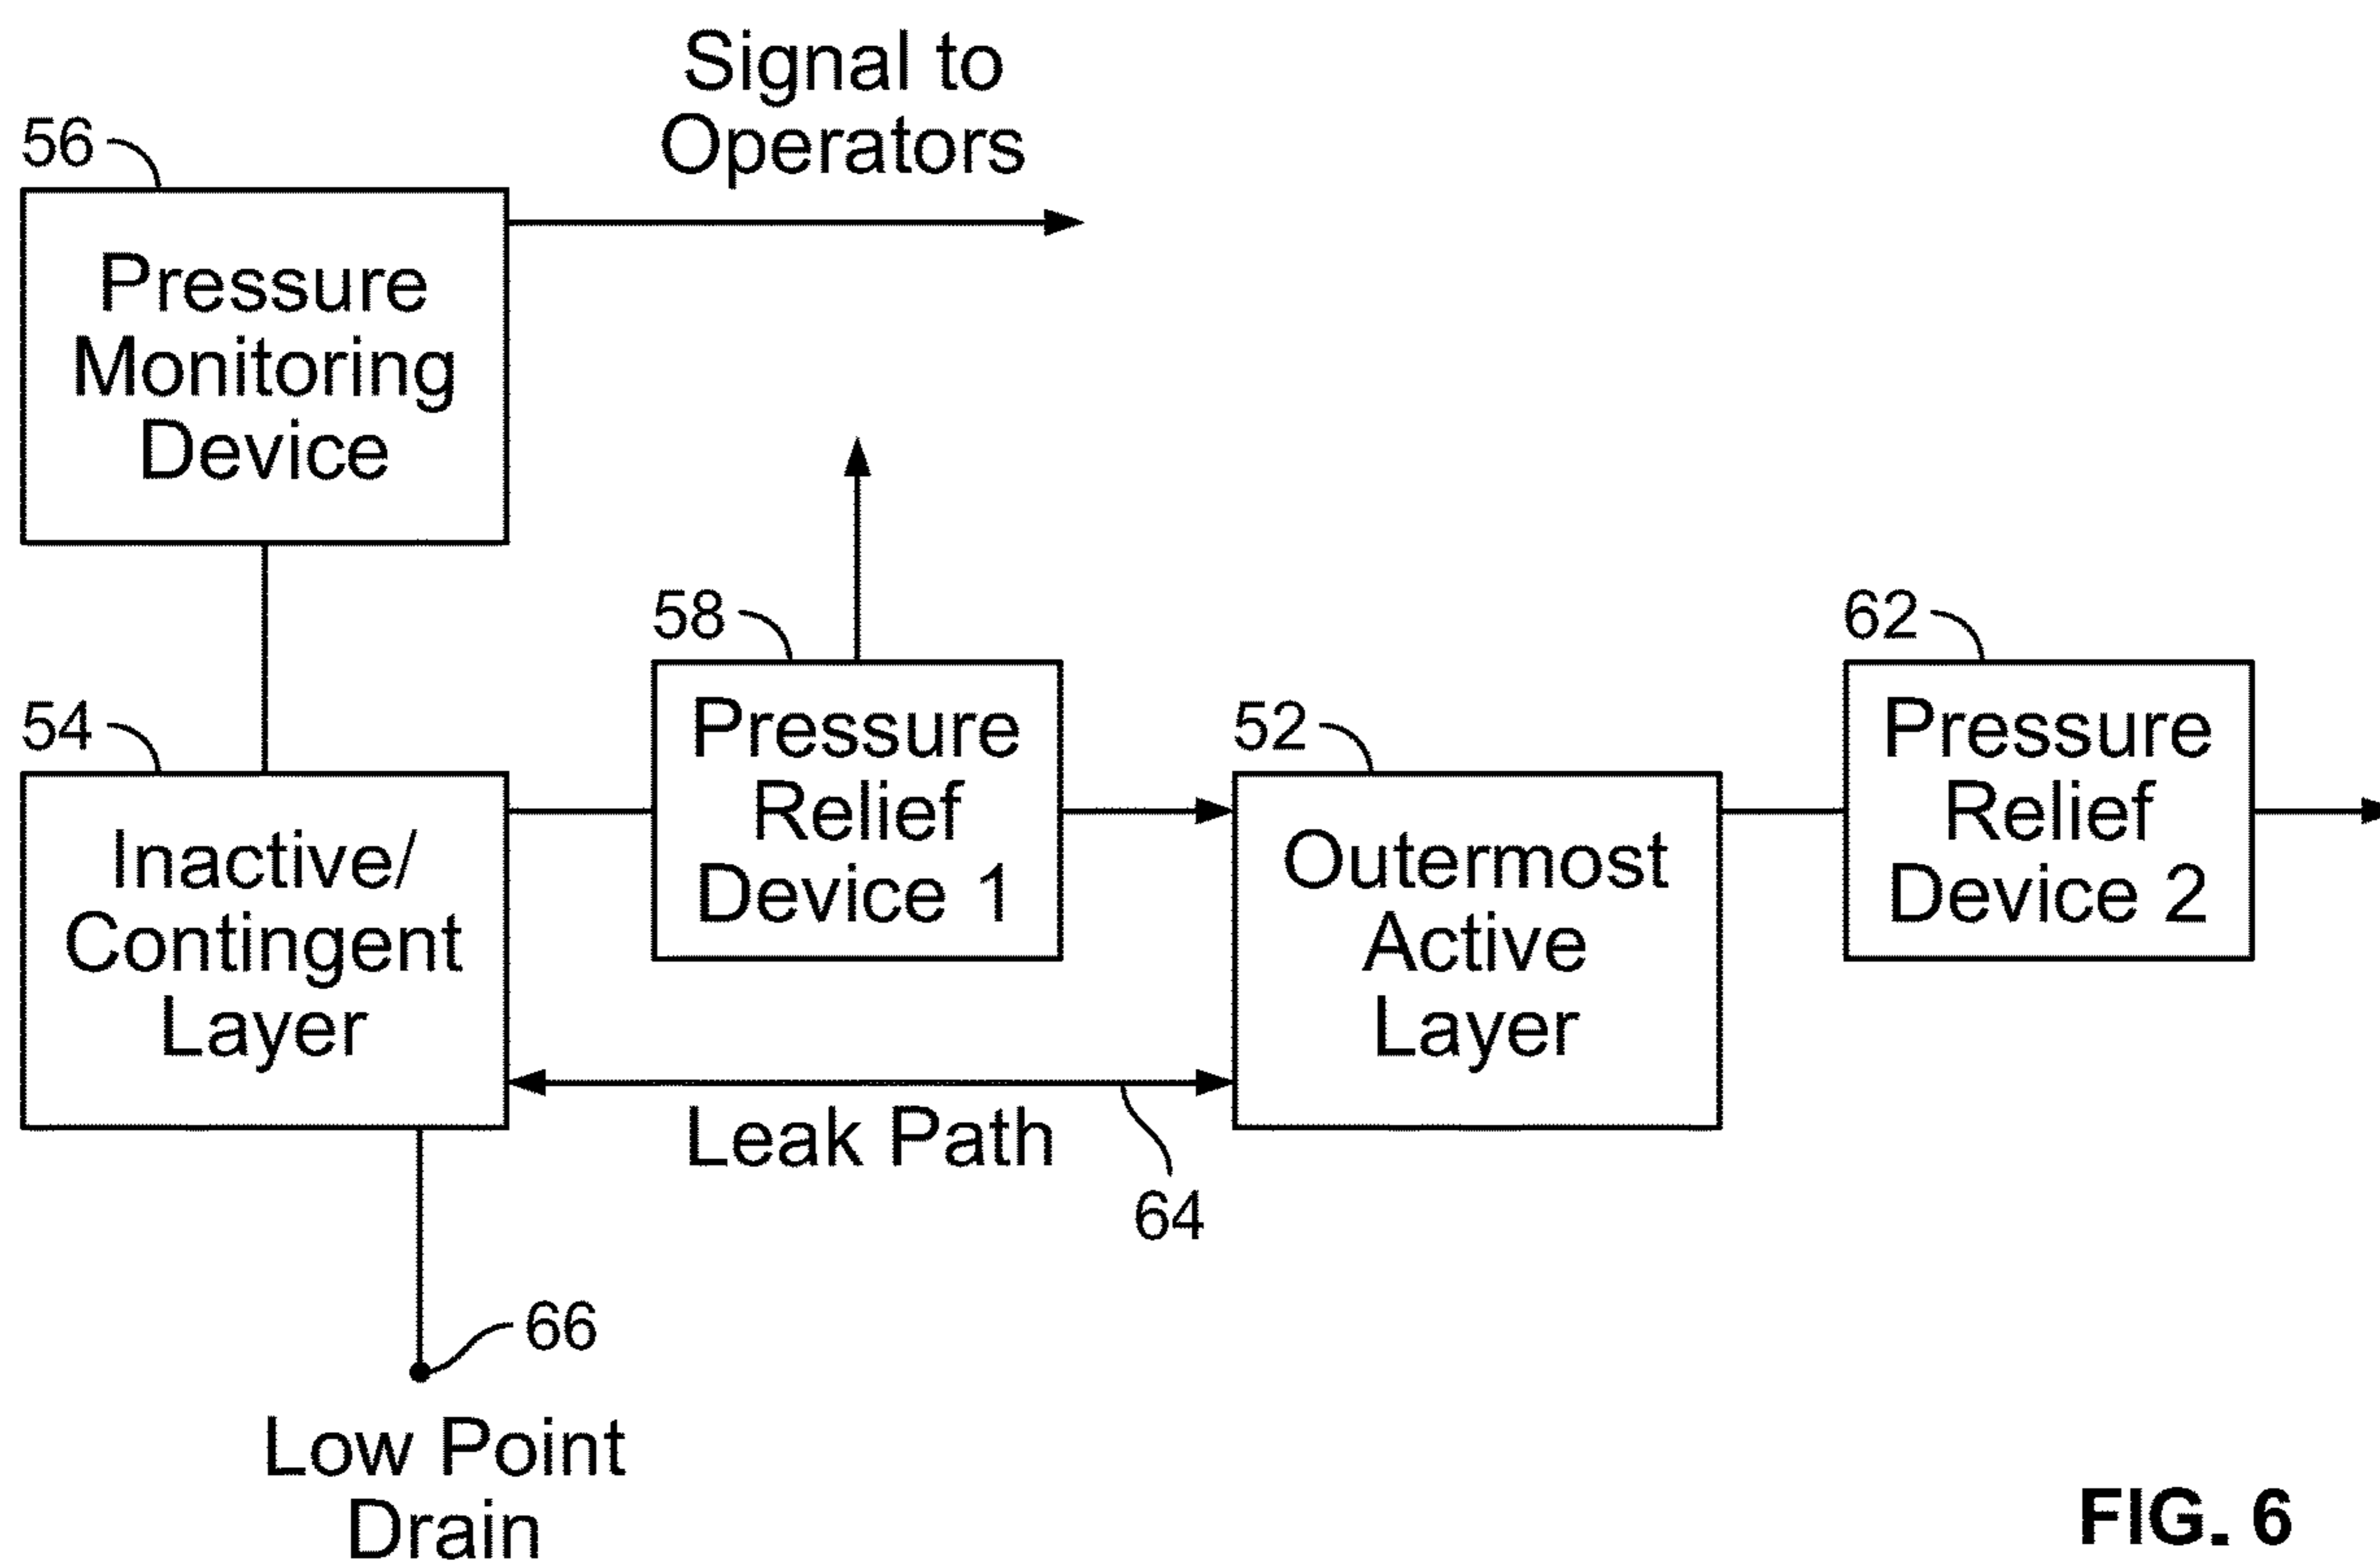 Signal to
Operators
56
Pressure
Monitoring
Device
58
Pressure
Relief
Device 1
62
Pressure
Relief
Device 2
54
Inactive/
Contingent
Layer
52
Outermost
Active
Layer
Leak Path
64
66
Low Point
Drain
FIG. 6